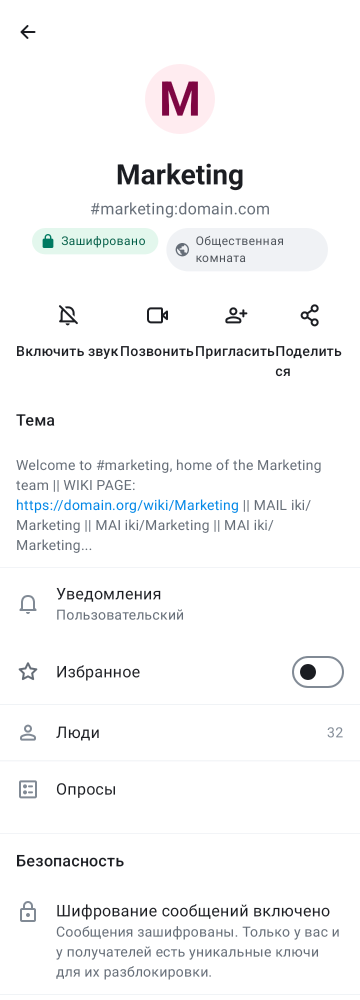 M
Marketing
#marketing:domain.com
Зашифровано
Общественная
комната
Включить звук
Позвонить
Пригласить
Поделить
ся
Тема
Welcome to #marketing, home of the Marketing
team || WIKI PAGE:
https://domain.org/wiki/Marketing || MAIL iki/
Marketing || MAI iki/Marketing || MAI iki/
Marketing...
Уведомления
Пользовательский
Избранное
Люди 32
Опросы
Безопасность
Шифрование сообщений включено
Сообщения зашифрованы. Только у вас и
у получателей есть уникальные ключи
для их разблокировки.